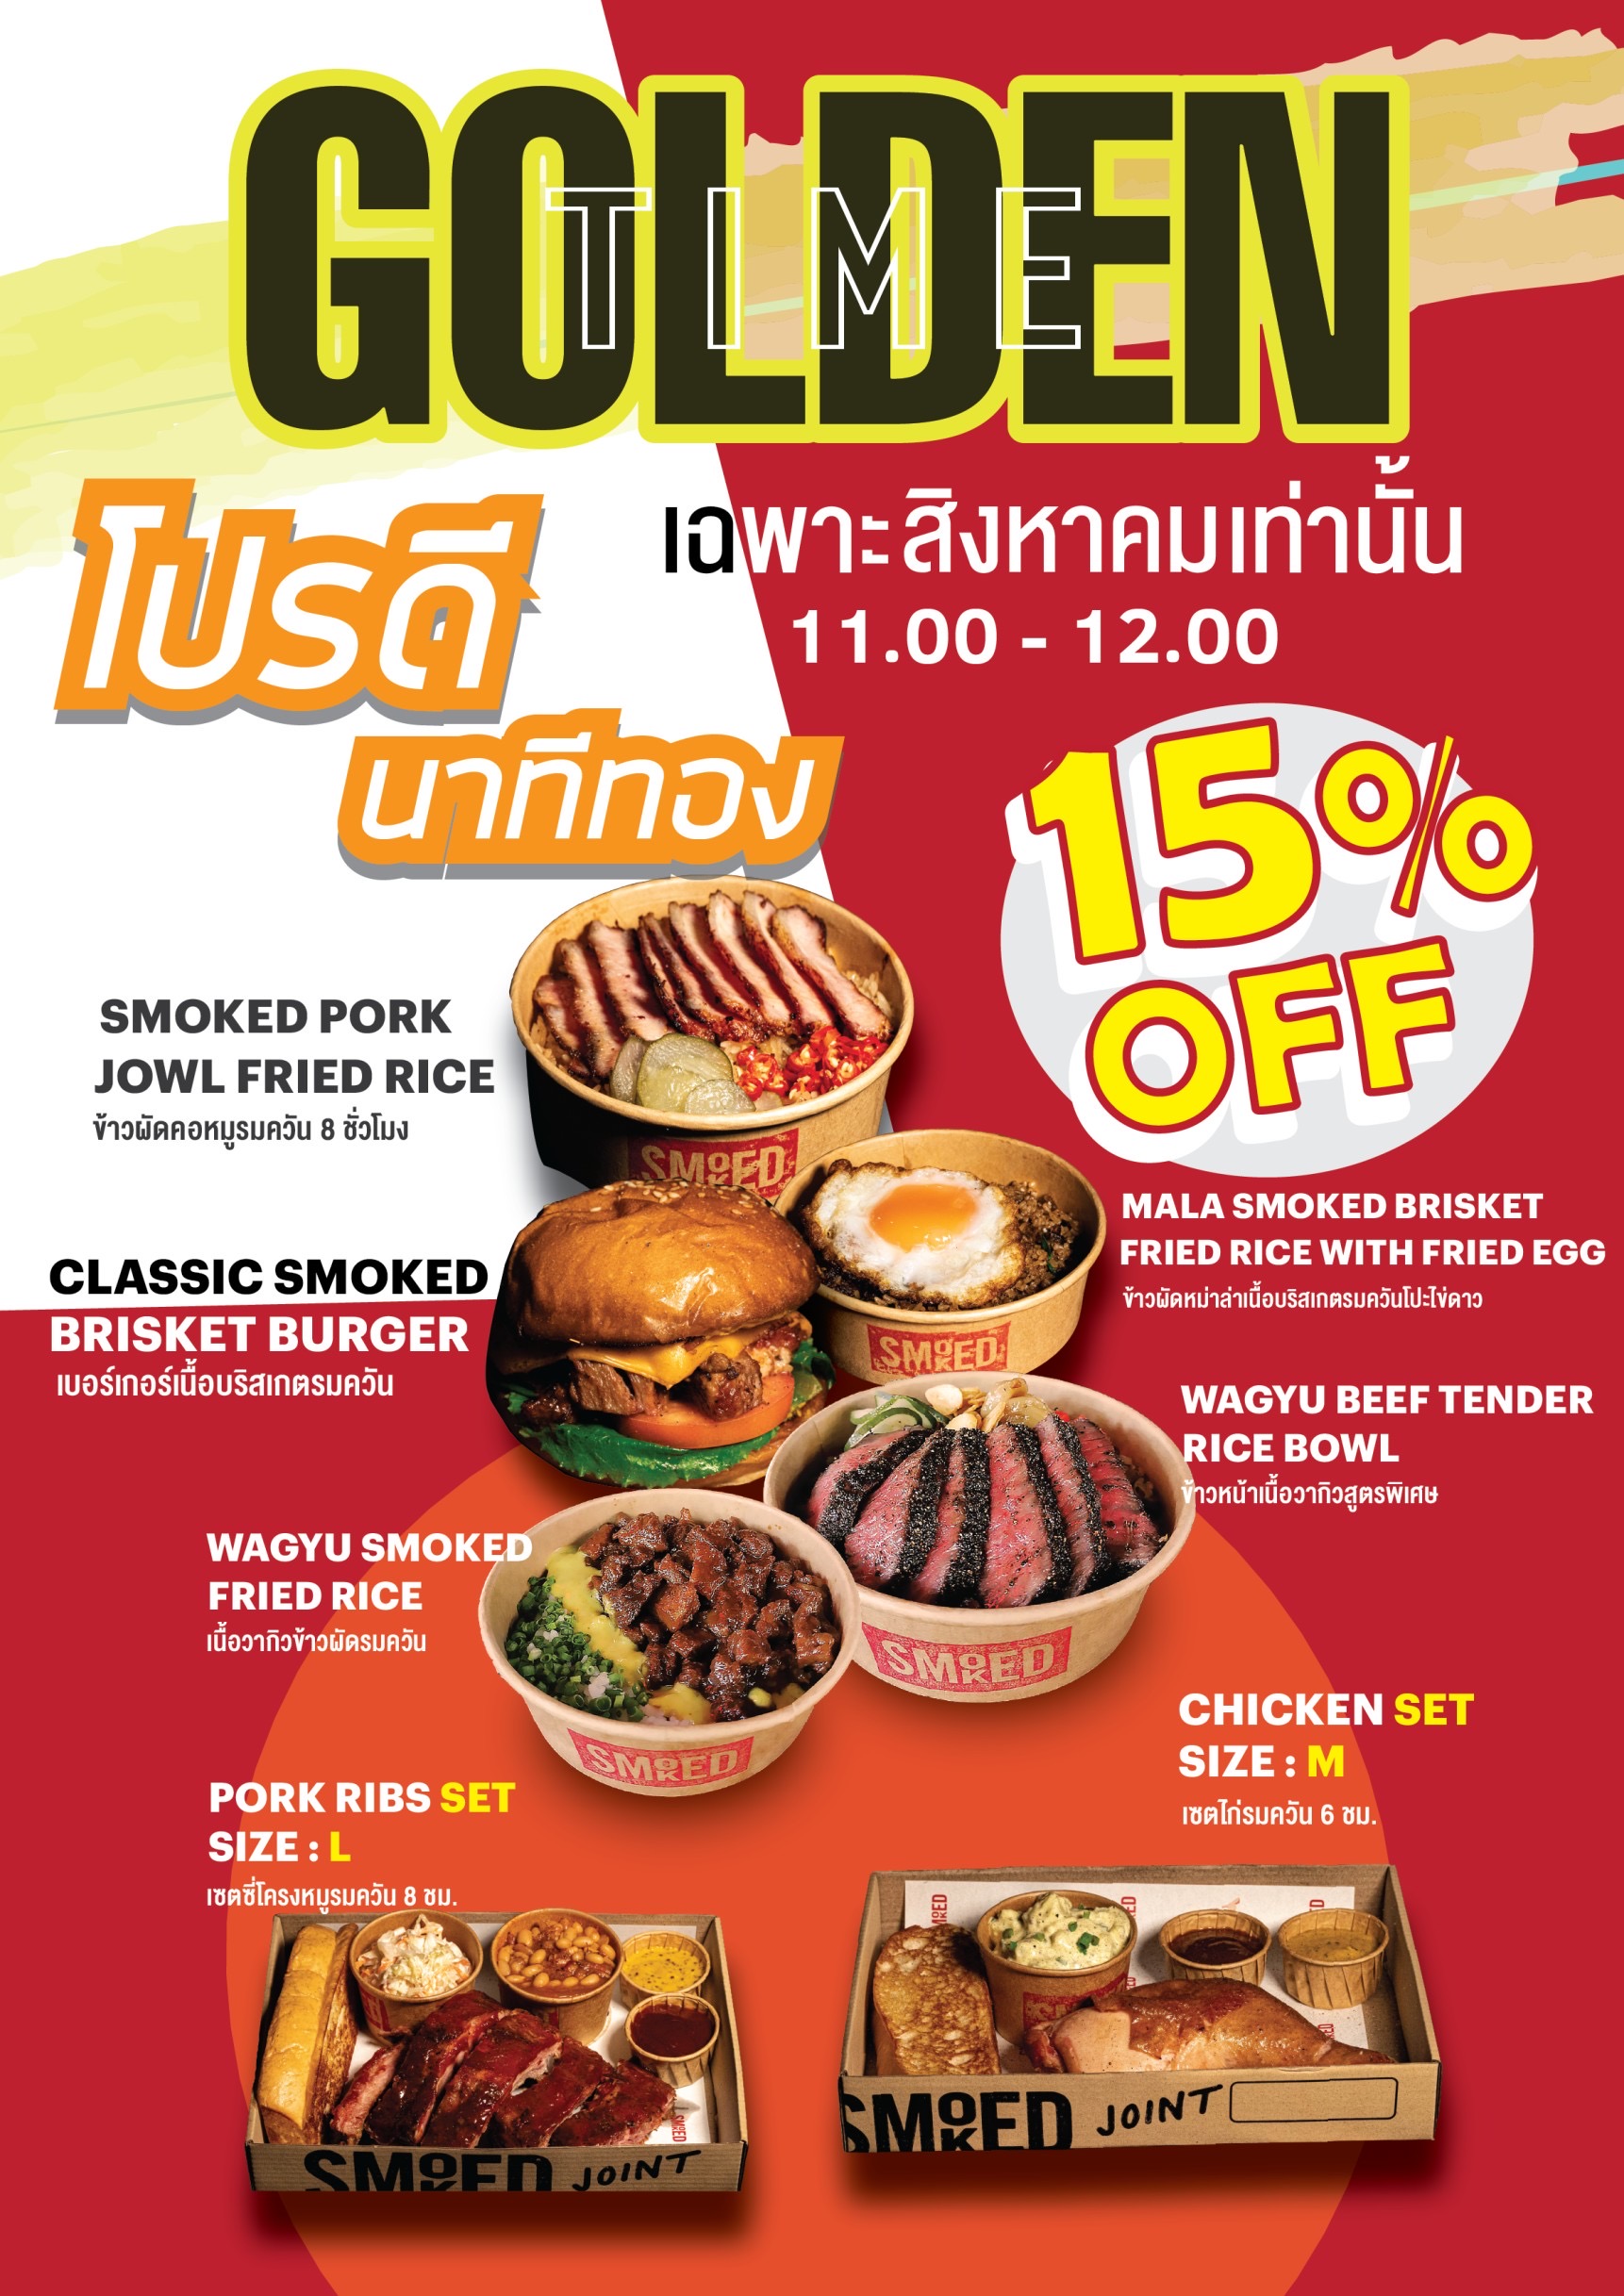 GOLDEN
TIME
โปรดี
นาทีทอง
เฉพาะสิงหาคมเท่านั้น
11.00 - 12.00
15%
OFF
SMOKED PORK
JOWL FRIED RICE
ข้าวผัดคอหมูรมควัน 8 ชั่วโมง
SMOKED
MALA SMOKED BRISKET
FRIED RICE WITH FRIED EGG
ข้าวผัดหม่าล่าเนื้อบริสเกตรมควันโปะไข่ดาว
SMOKED
CLASSIC SMOKED
BRISKET BURGER
เบอร์เกอร์เนื้อบริสเกตรมควัน
WAGYU BEEF TENDER
RICE BOWL
ข้าวหน้าเนื้อวากิวสูตรพิเศษ
SMOKED
WAGYU SMOKED
FRIED RICE
เนื้อวากิวข้าวผัดรมควัน
SMOKED
CHICKEN SET
SIZE : M
เซตไก่รมควัน 6 ชม.
PORK RIBS SET
SIZE : L
เซตซี่โครงหมูรมควัน 8 ชม.
SMOKED JOINT
SMOKED JOINT